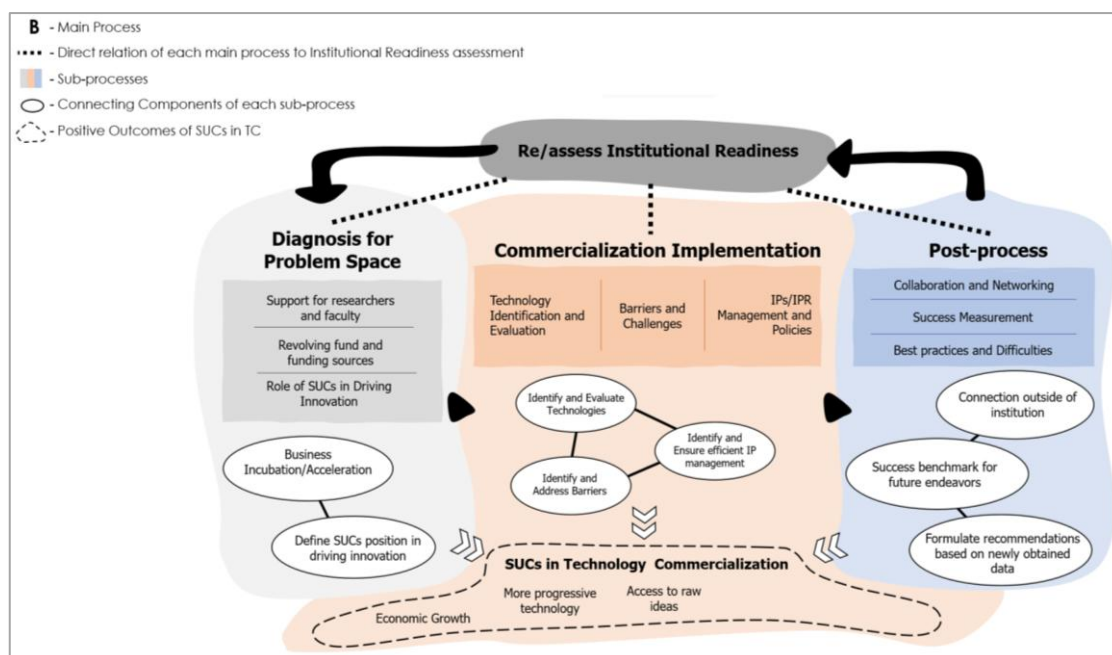 B - Main Process
- Direct relation of each main process to Institutional Readiness assessment
- Sub-processes
- Connecting Components of each sub-process
- Positive Outcomes of SUCs in TC
Re/assess Institutional Readiness
Diagnosis for
Problem Space
Support for researchers
and faculty
Revolving fund and
funding sources
Role of SUCs in Driving
Innovation
Business
Incubation/Acceleration
Define SUCs position in
driving innovation
Commercialization Implementation
Technology
Identification and
Evaluation
Barriers and
Challenges
IPs/IPR
Management and
Policies
Identify and Evaluate
Technologies
Identify and
Ensure efficient IP
management
Identify and
Address Barriers
Post-process
Collaboration and Networking
Success Measurement
Best practices and Difficulties
Connection outside of
institution
Success benchmark for
future endeavors
Formulate recommendations
based on newly obtained
data
SUCs in Technology Commercialization
Economic Growth
More progressive
technology
Access to raw
ideas